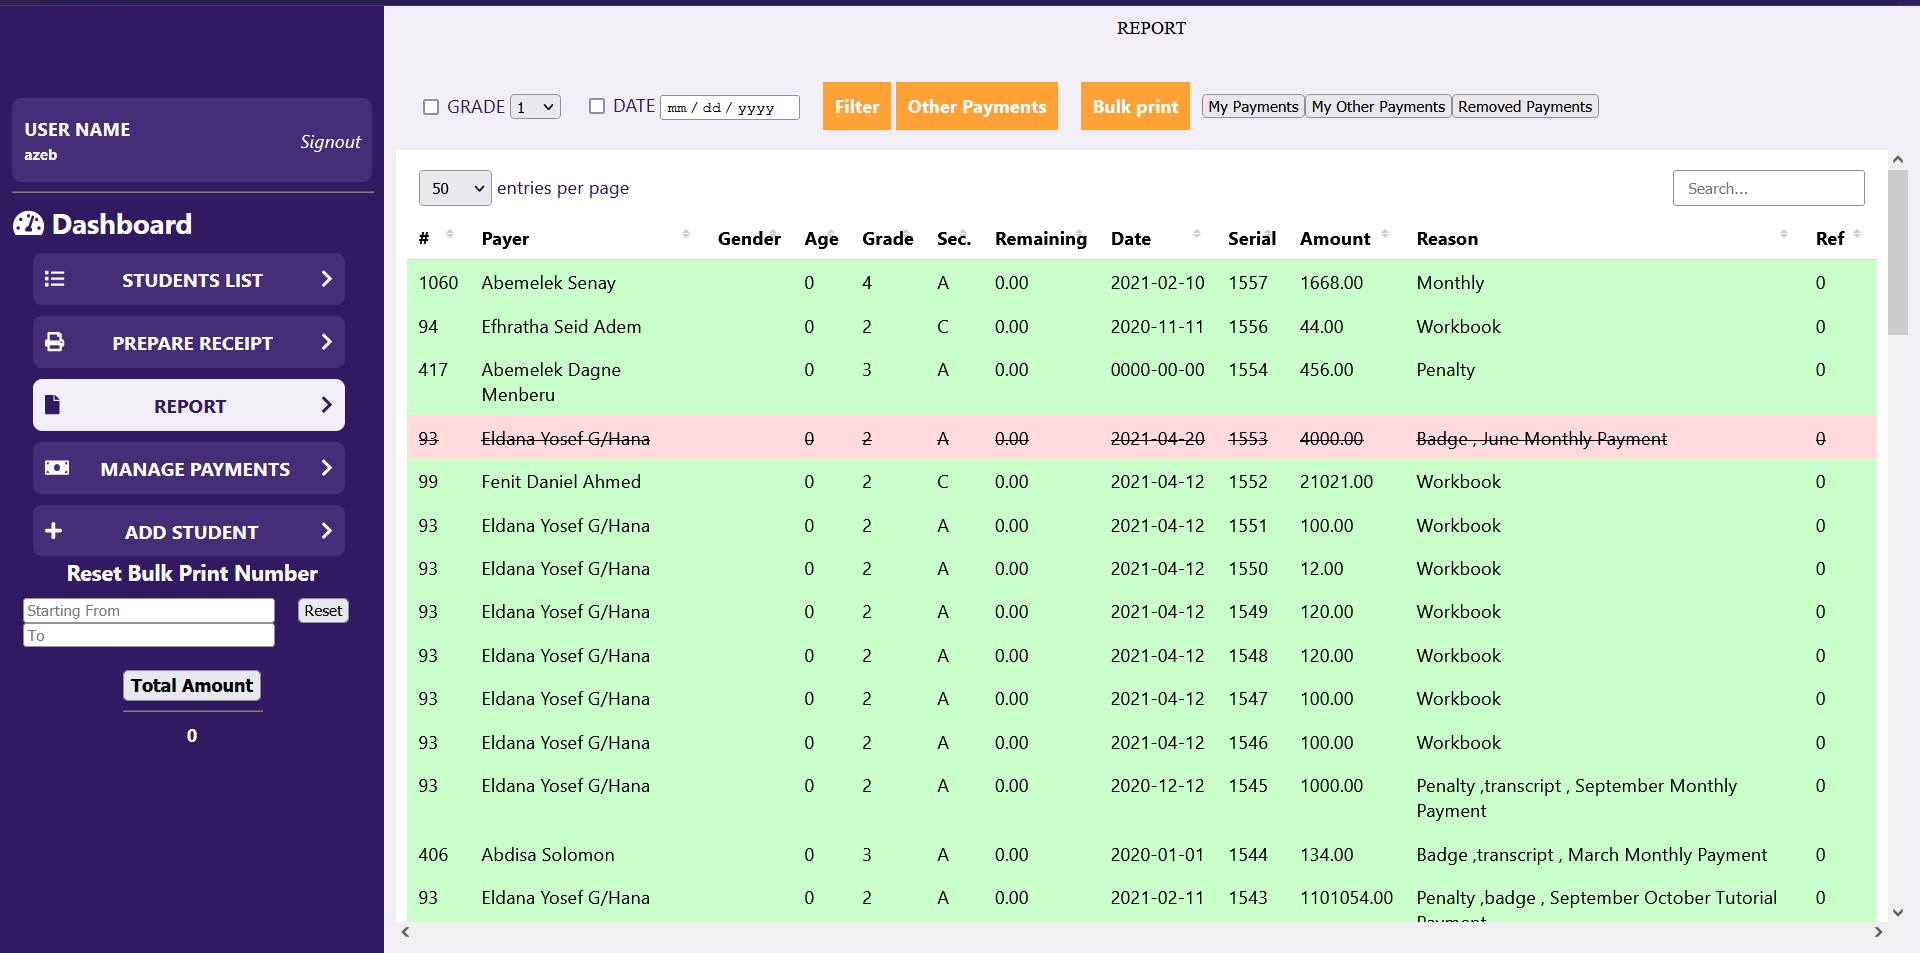 REPORT
USER NAME
azeb
Signout
Dashboard
STUDENTS LIST
PREPARE RECEIPT
REPORT
MANAGE PAYMENTS
ADD STUDENT
Reset Bulk Print Number
Starting From
Reset
To
Total Amount
0
GRADE 1 DATE mm / dd / yyyy Filter Other Payments Bulk print My Payments My Other Payments Removed Payments
50 entries per page Search...
# Payer Gender Age Grade Sec. Remaining Date Serial Amount Reason Ref
1060 Abemelek Senay 0 4 A 0.00 2021-02-10 1557 1668.00 Monthly 0
94 Efhratha Seid Adem 0 2 C 0.00 2020-11-11 1556 44.00 Workbook 0
417 Abemelek Dagne 0 3 A 0.00 0000-00-00 1554 456.00 Penalty 0
Menberu
93 Eldana Yosef G/Hana 0 2 A 0.00 2021-04-20 1553 4000.00 Badge , June Monthly Payment 0
99 Fenit Daniel Ahmed 0 2 C 0.00 2021-04-12 1552 21021.00 Workbook 0
93 Eldana Yosef G/Hana 0 2 A 0.00 2021-04-12 1551 100.00 Workbook 0
93 Eldana Yosef G/Hana 0 2 A 0.00 2021-04-12 1550 12.00 Workbook 0
93 Eldana Yosef G/Hana 0 2 A 0.00 2021-04-12 1549 120.00 Workbook 0
93 Eldana Yosef G/Hana 0 2 A 0.00 2021-04-12 1548 120.00 Workbook 0
93 Eldana Yosef G/Hana 0 2 A 0.00 2021-04-12 1547 100.00 Workbook 0
93 Eldana Yosef G/Hana 0 2 A 0.00 2021-04-12 1546 100.00 Workbook 0
93 Eldana Yosef G/Hana 0 2 A 0.00 2020-12-12 1545 1000.00 Penalty ,transcript , September Monthly 0
Payment
406 Abdisa Solomon 0 3 A 0.00 2020-01-01 1544 134.00 Badge ,transcript , March Monthly Payment 0
93 Eldana Yosef G/Hana 0 2 A 0.00 2021-02-11 1543 1101054.00 Penalty ,badge , September October Tutorial 0